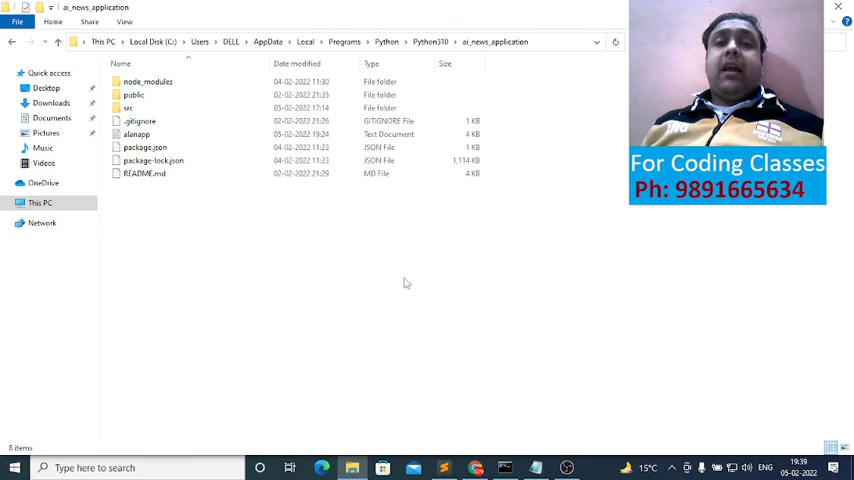 ai_news_application
File Home Share View
This PC Local Disk (C:) Users DELL AppData Local Programs Python Python310 ai_news_application
Name Date modified Type Size
Quick access
Desktop
Downloads
Documents
Pictures
Music
Videos
OneDrive
This PC
Network
node_modules 04-02-2022 11:30 File folder
public 02-02-2022 21:35 File folder
src 05-02-2022 17:14 File folder
.gitignore 02-02-2022 21:26 GITIGNORE File 1 KB
alanapp 05-02-2022 19:24 Text Document 4 KB
package.json 04-02-2022 11:23 JSON File 1 KB
package-lock.json 04-02-2022 11:23 JSON File 1,114 KB
README.md 02-02-2022 21:29 MD File 4 KB
For Coding Classes
Ph: 9891665634
8 items
Type here to search
15°C
ENG
19:39
05-02-2022